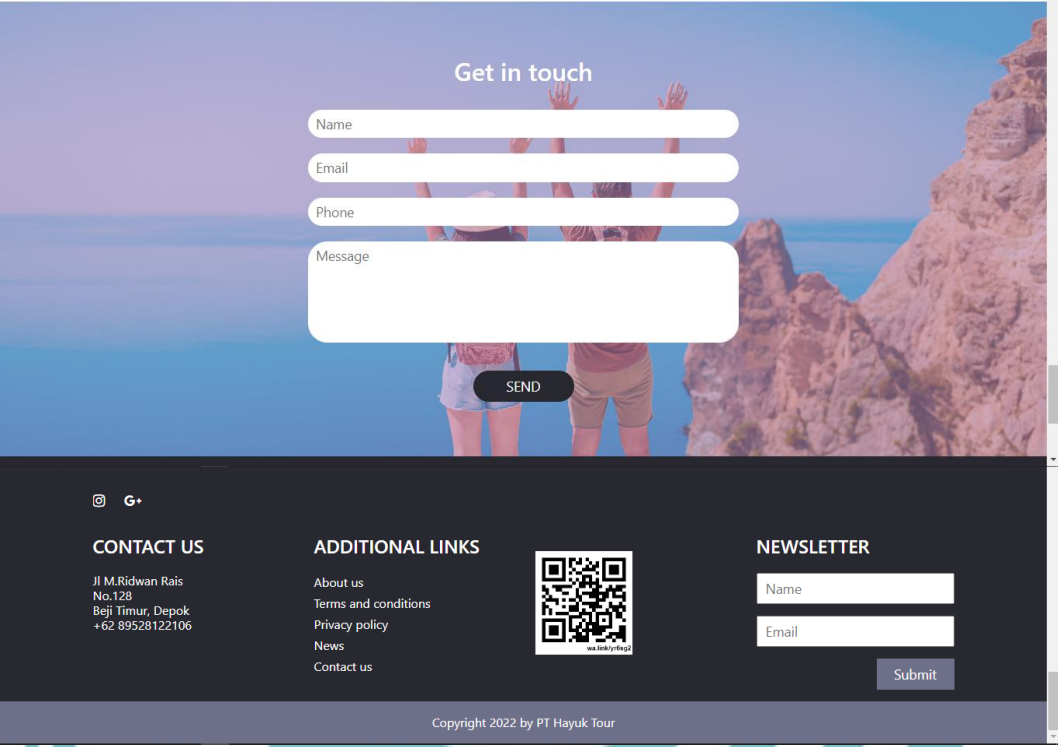 Get in touch
Name
Email
Phone
Message
SEND
G+
CONTACT US
Jl M.Ridwan Rais
No.128
Beji Timur, Depok
+62 89528122106
ADDITIONAL LINKS
About us
Terms and conditions
Privacy policy
News
Contact us
wa.link/yr6sg2
NEWSLETTER
Name
Email
Submit
Copyright 2022 by PT Hayuk Tour